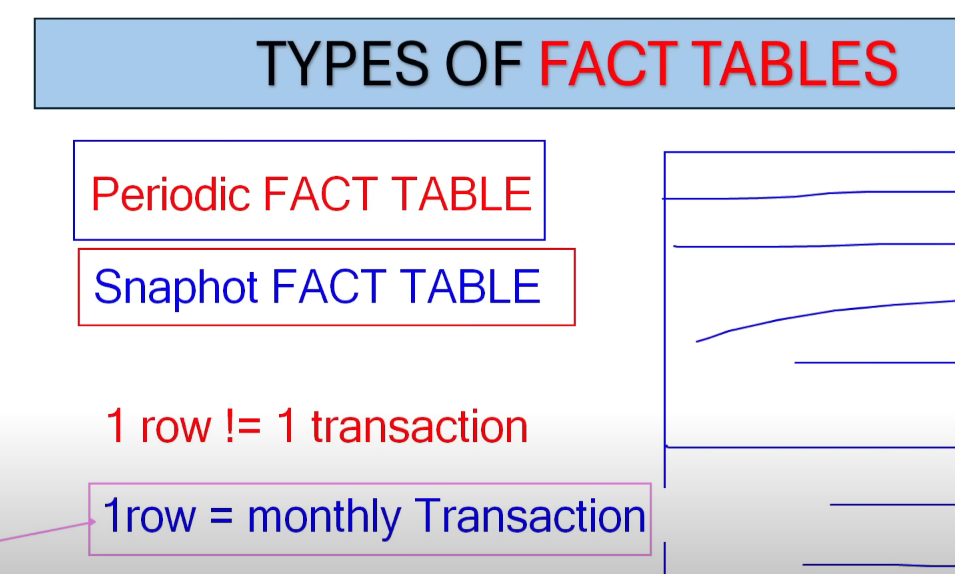 TYPES OF FACT TABLES
Periodic FACT TABLE
Snaphot FACT TABLE
1 row != 1 transaction
1row = monthly Transaction